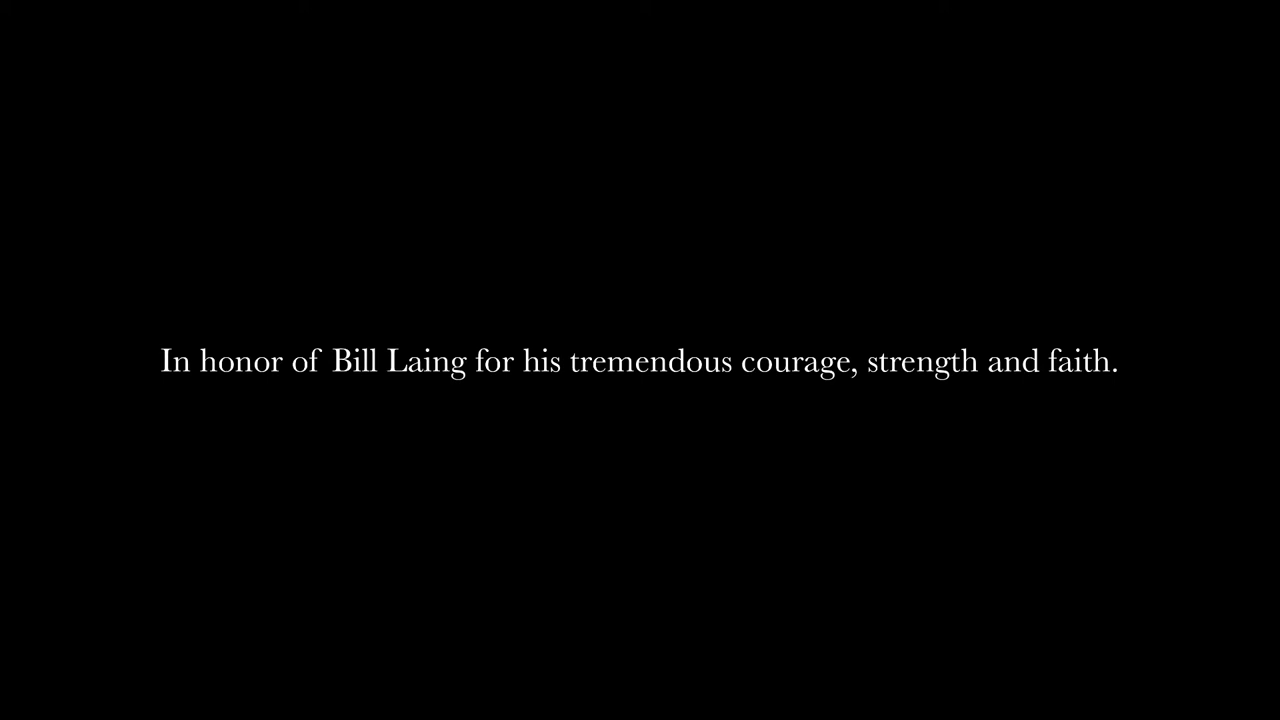 In honor of Bill Laing for his tremendous courage, strength and faith.